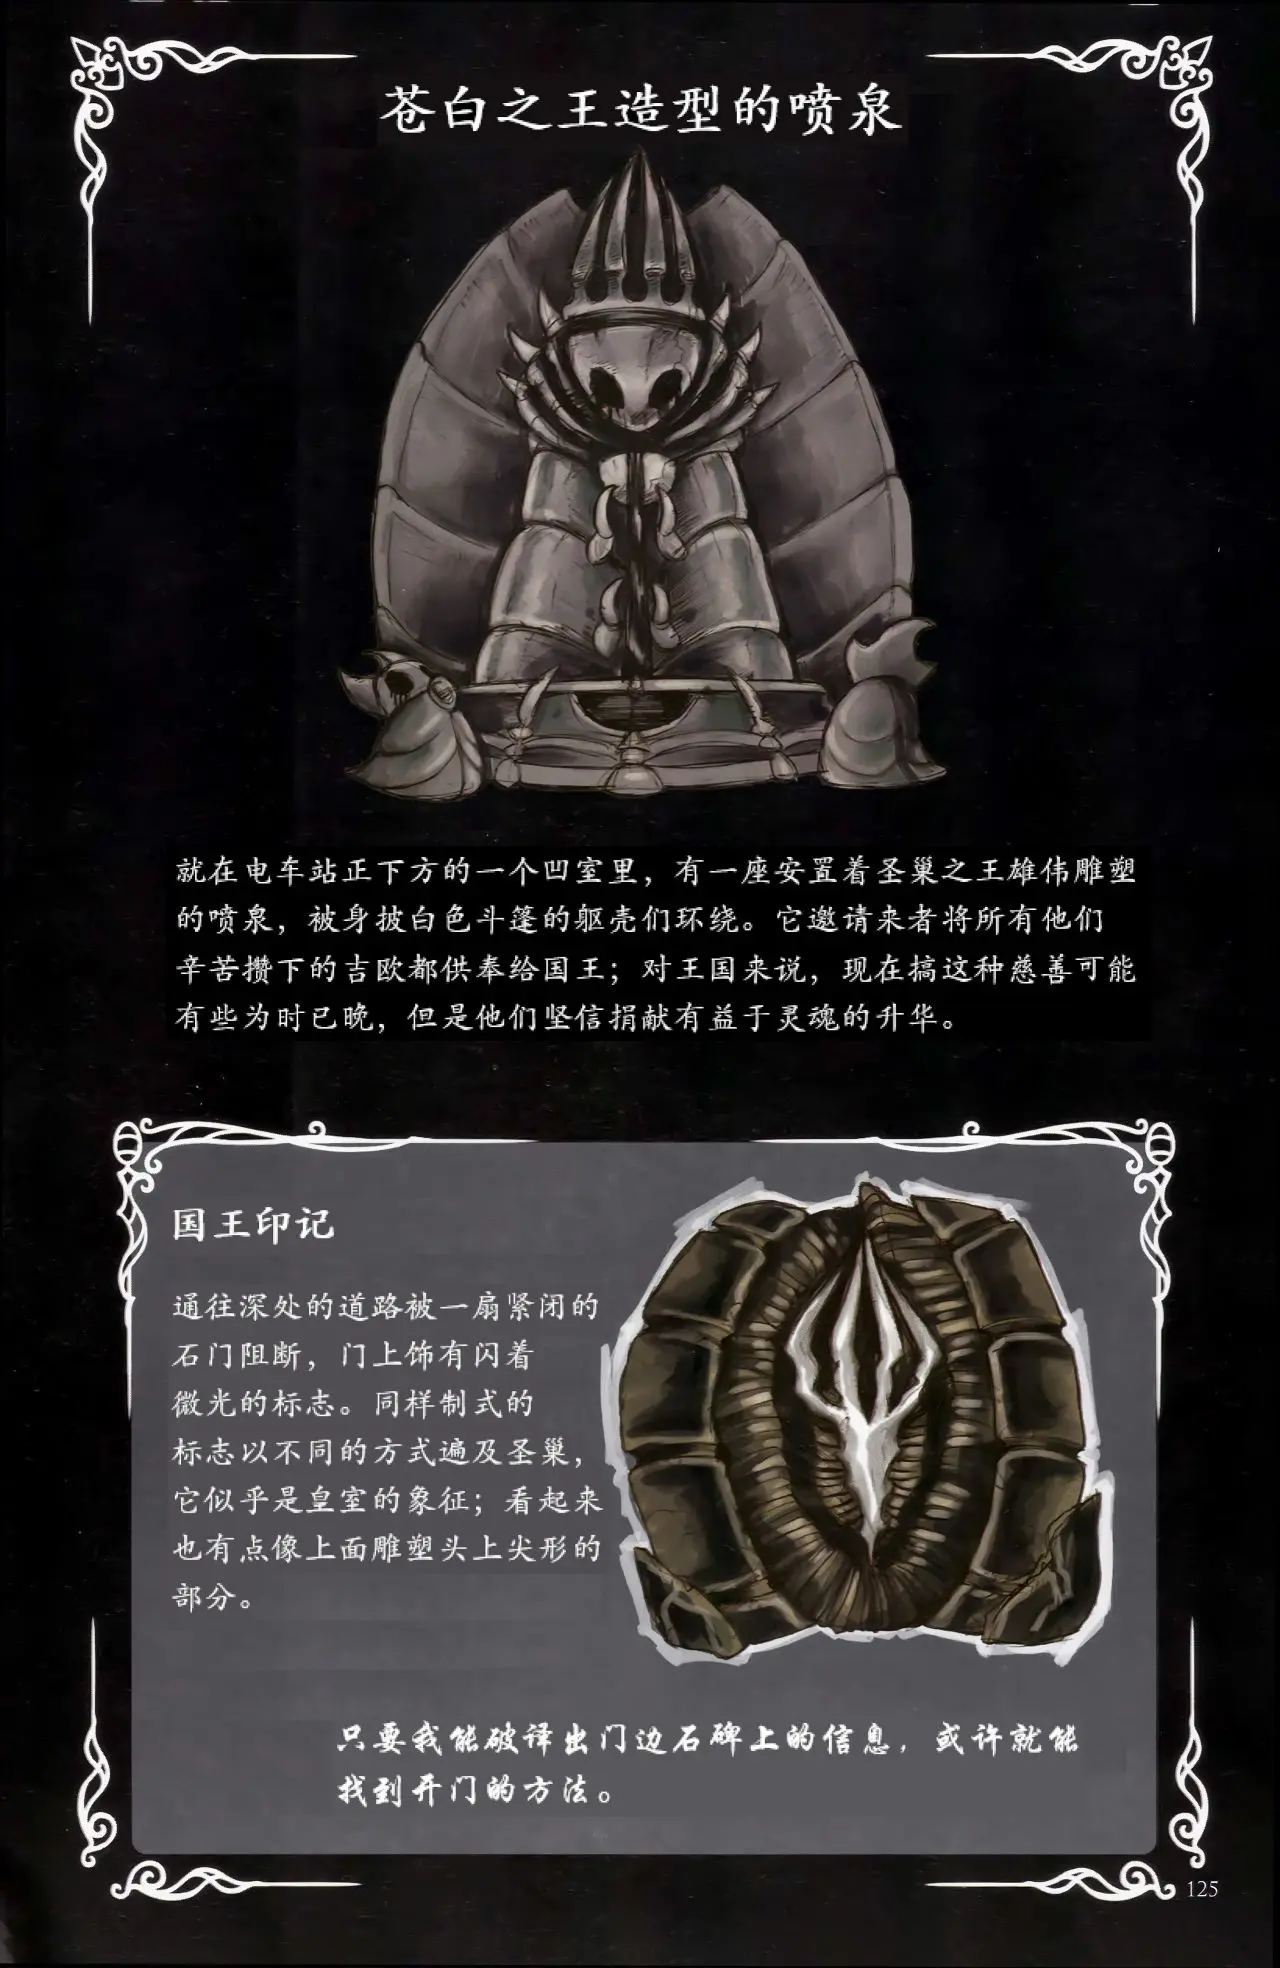 苍白之王造型的喷泉
就在电车站正下方的一个凹室里，有一座安置着圣巢之王雄伟雕塑
的喷泉，被身披白色斗篷的躯壳们环绕。它邀请来者将所有他们
辛苦攒下的吉欧都供奉给国王；对王国来说，现在搞这种慈善可能
有些为时已晚，但是他们坚信捐献有益于灵魂的升华。
国王印记
通往深处的道路被一扇紧闭的
石门阻断，门上饰有闪着
微光的标志。同样制式的
标志以不同的方式遍及圣巢，
它似乎是皇室的象征；看起来
也有点像上面雕塑头上尖形的
部分。
只要我能破译出门边石碑上的信息，或许就能
找到开门的方法。
125